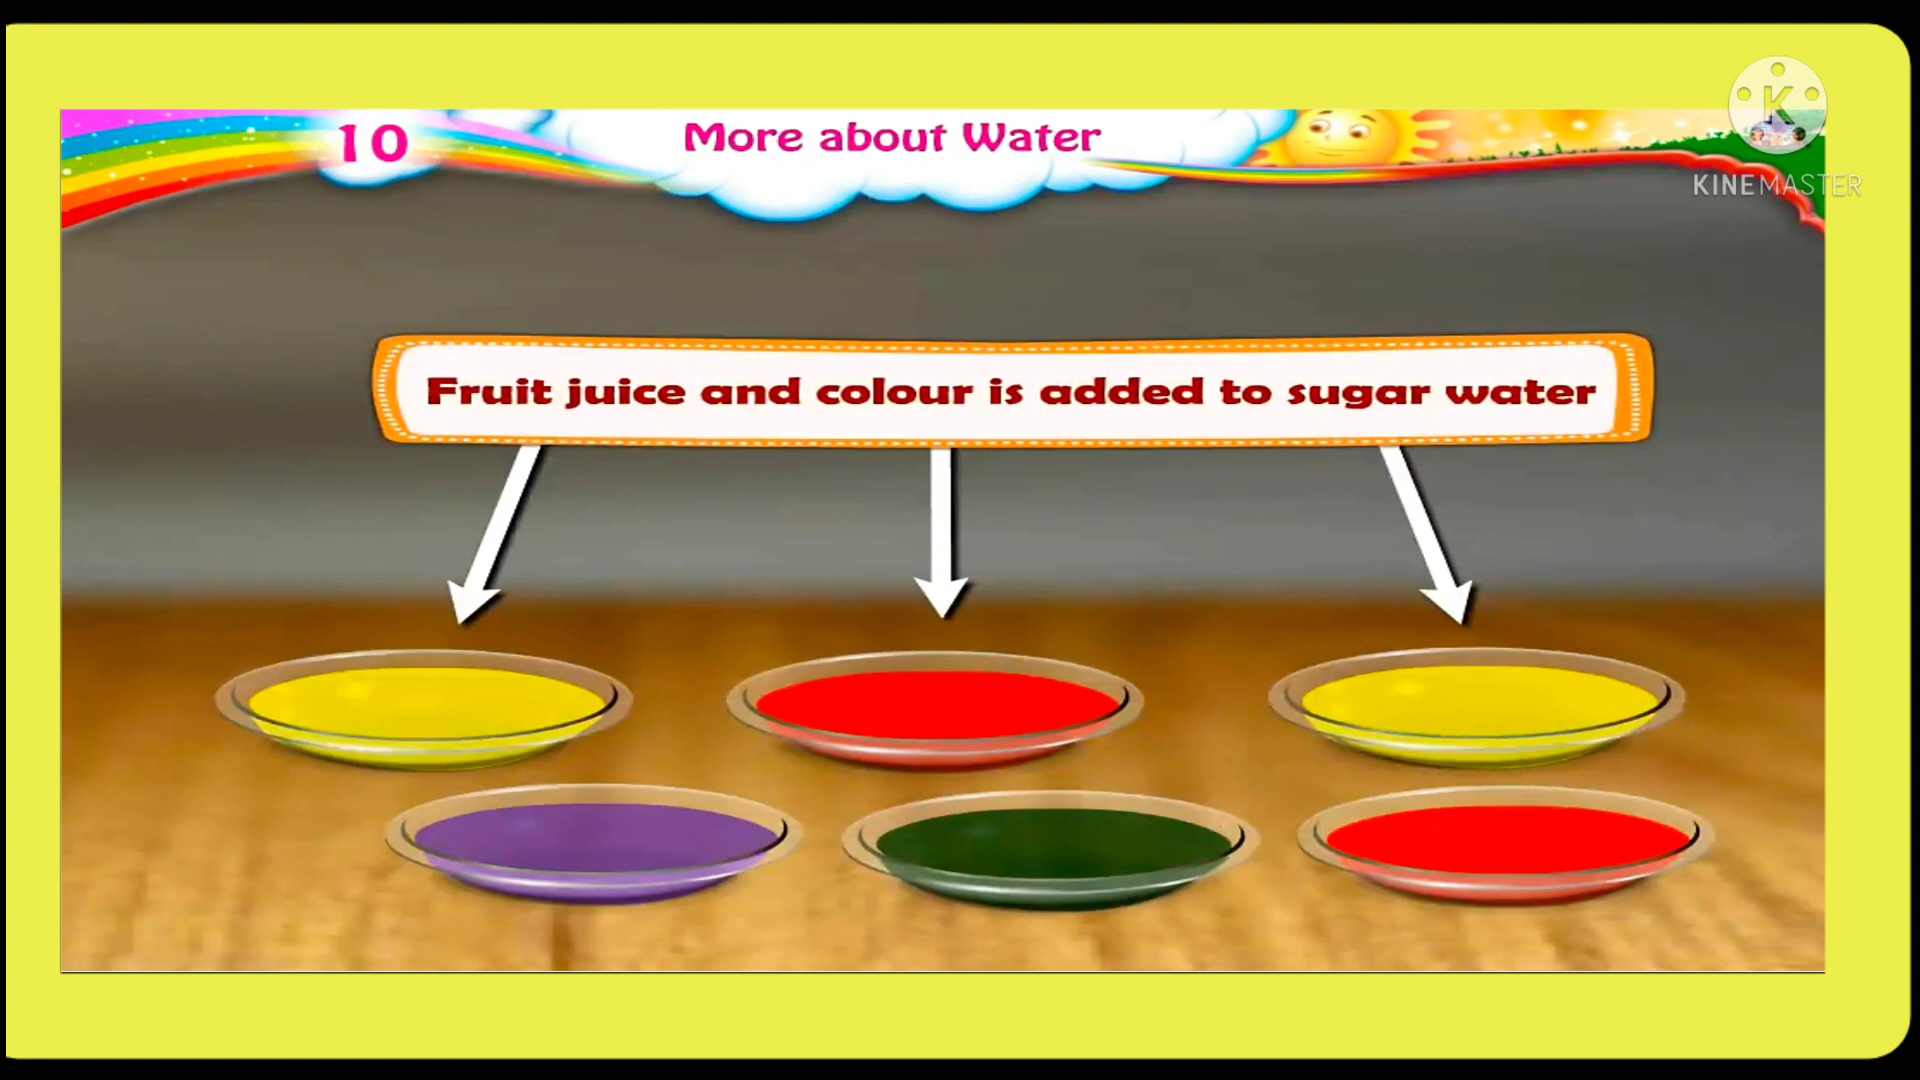 10
More about Water
K
KINEMASTER
Fruit juice and colour is added to sugar water